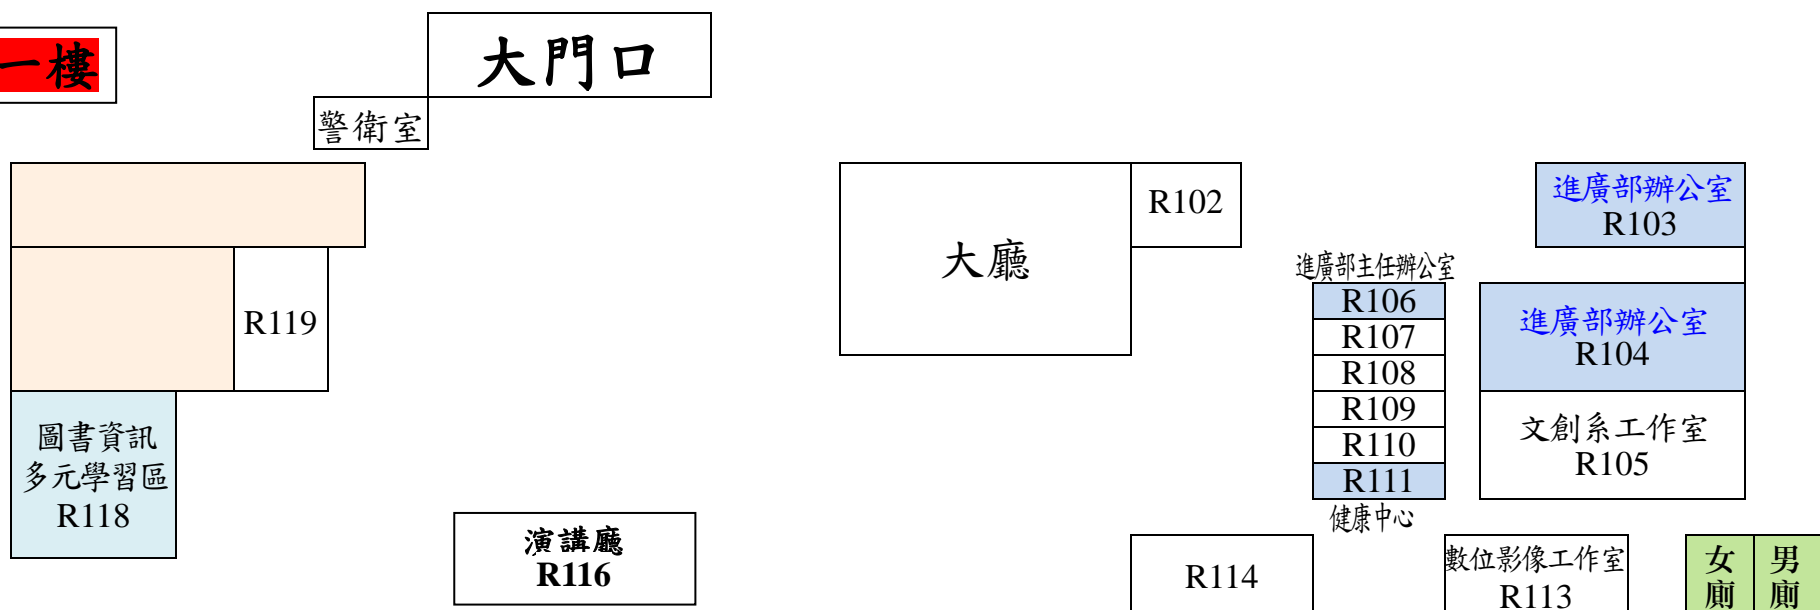 一樓
大門口
警衛室
大廳
R102
進廣部辦公室
R103
R119
進廣部主任辦公室
R106
R107
R108
R109
R110
R111
健康中心
進廣部辦公室
R104
文創系工作室
R105
圖書資訊
多元學習區
R118
演講廳
R116
R114
數位影像工作室
R113
女廁
男廁